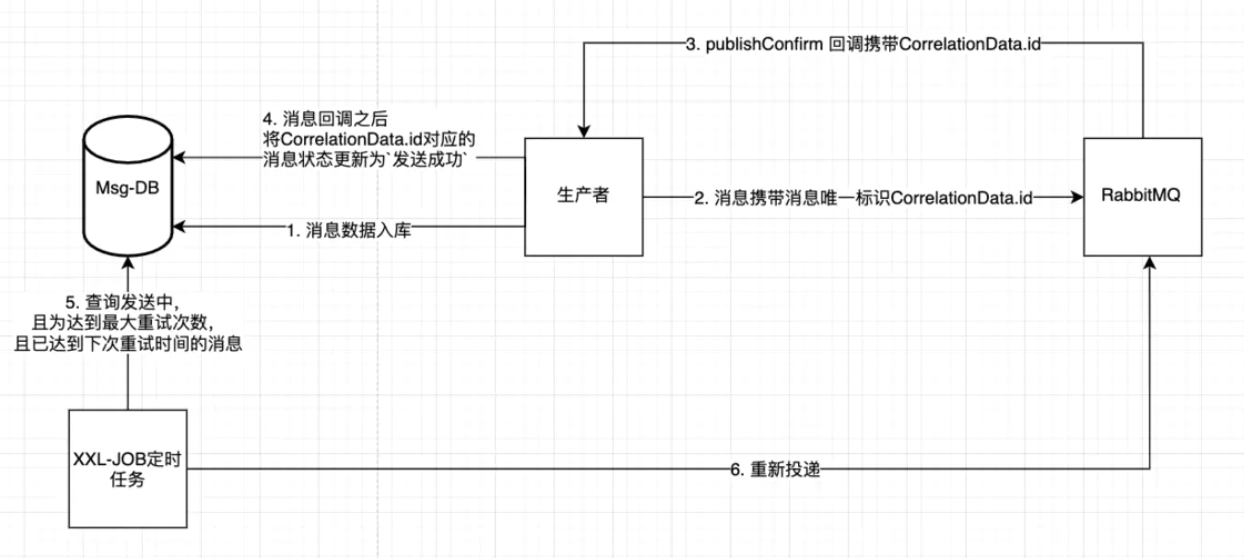 3. publishConfirm 回调携带CorrelationData.id
4. 消息回调之后
将CorrelationData.id对应的
消息状态更新为`发送成功`
Msg-DB
生产者
RabbitMQ
2. 消息携带消息唯一标识CorrelationData.id
1. 消息数据入库
5. 查询发送中,
且为达到最大重试次数,
且已达到下次重试时间的消息
XXL-JOB定时
任务
6. 重新投递